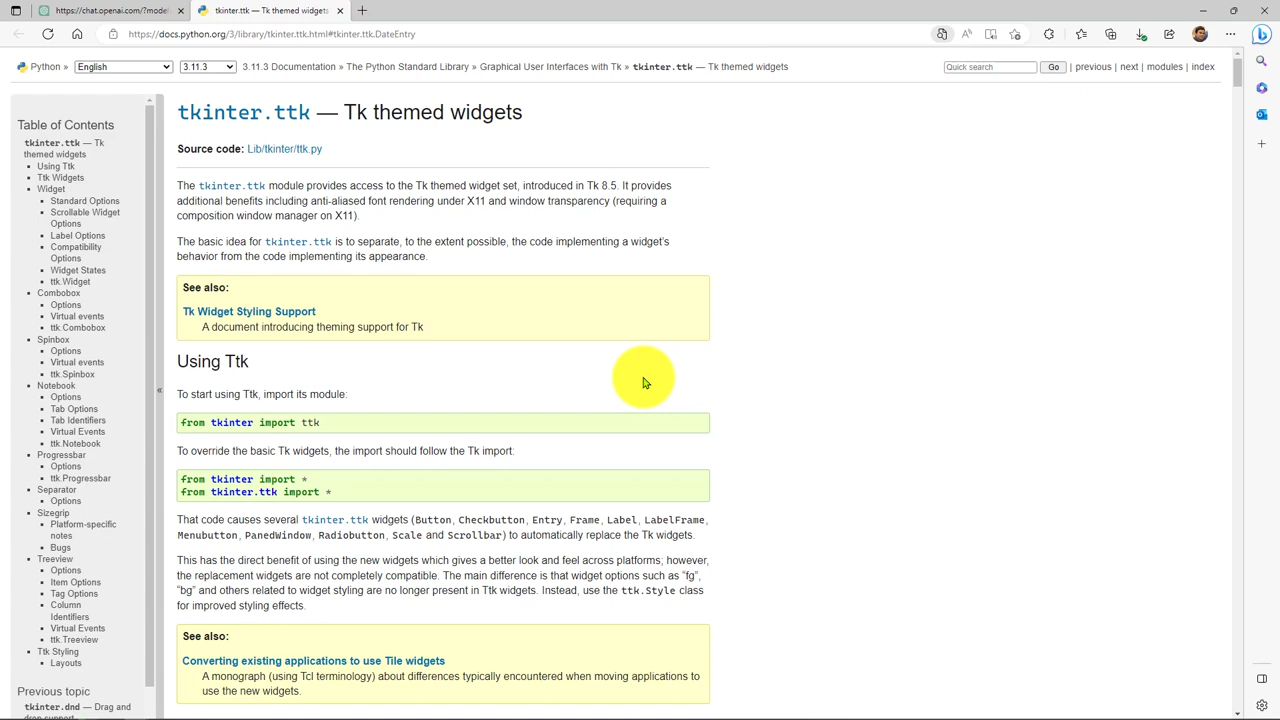 https://chat.openai.com/?model=
tkinter.ttk — Tk themed widgets
https://docs.python.org/3/library/tkinter.ttk.html#tkinter.ttk.DateEntry
Python »
English
3.11.3
3.11.3 Documentation » The Python Standard Library » Graphical User Interfaces with Tk » tkinter.ttk — Tk themed widgets
Quick search
Go
| previous | next | modules | index
Table of Contents
tkinter.ttk — Tk
themed widgets
Using Ttk
Ttk Widgets
Widget
Standard Options
Scrollable Widget
Options
Label Options
Compatibility
Options
Widget States
ttk.Widget
Combobox
Options
Virtual events
ttk.Combobox
Spinbox
Options
Virtual events
ttk.Spinbox
Notebook
Options
Tab Options
Tab Identifiers
Virtual Events
ttk.Notebook
Progressbar
Options
ttk.Progressbar
Separator
Options
Sizegrip
Platform-specific
notes
Bugs
Treeview
Options
Item Options
Tag Options
Column
Identifiers
Virtual Events
ttk.Treeview
Ttk Styling
Layouts
Previous topic
tkinter.dnd — Drag and
drop support
«
tkinter.ttk — Tk themed widgets
Source code: Lib/tkinter/ttk.py
The tkinter.ttk module provides access to the Tk themed widget set, introduced in Tk 8.5. It provides
additional benefits including anti-aliased font rendering under X11 and window transparency (requiring a
composition window manager on X11).
The basic idea for tkinter.ttk is to separate, to the extent possible, the code implementing a widget's
behavior from the code implementing its appearance.
See also:
Tk Widget Styling Support
A document introducing theming support for Tk
Using Ttk
To start using Ttk, import its module:
from tkinter import ttk
To override the basic Tk widgets, the import should follow the Tk import:
from tkinter import *
from tkinter.ttk import *
That code causes several tkinter.ttk widgets (Button, Checkbutton, Entry, Frame, Label, LabelFrame,
Menubutton, PanedWindow, Radiobutton, Scale and Scrollbar) to automatically replace the Tk widgets.
This has the direct benefit of using the new widgets which gives a better look and feel across platforms; however,
the replacement widgets are not completely compatible. The main difference is that widget options such as "fg",
"bg" and others related to widget styling are no longer present in Ttk widgets. Instead, use the ttk.Style class
for improved styling effects.
See also:
Converting existing applications to use Tile widgets
A monograph (using Tcl terminology) about differences typically encountered when moving applications to
use the new widgets.